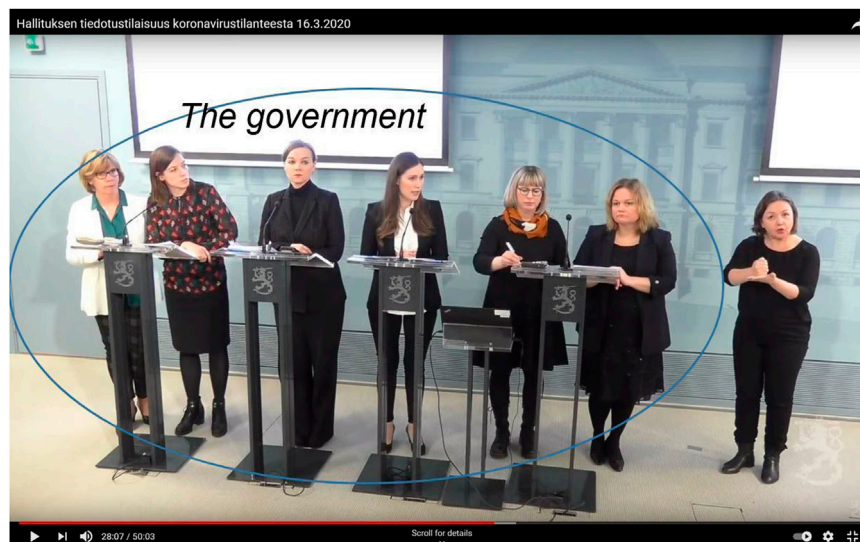 Hallituksen tiedotustilaisuus koronavirustilanteesta 16.3.2020
The government
28:07 / 50:03
Scroll for details